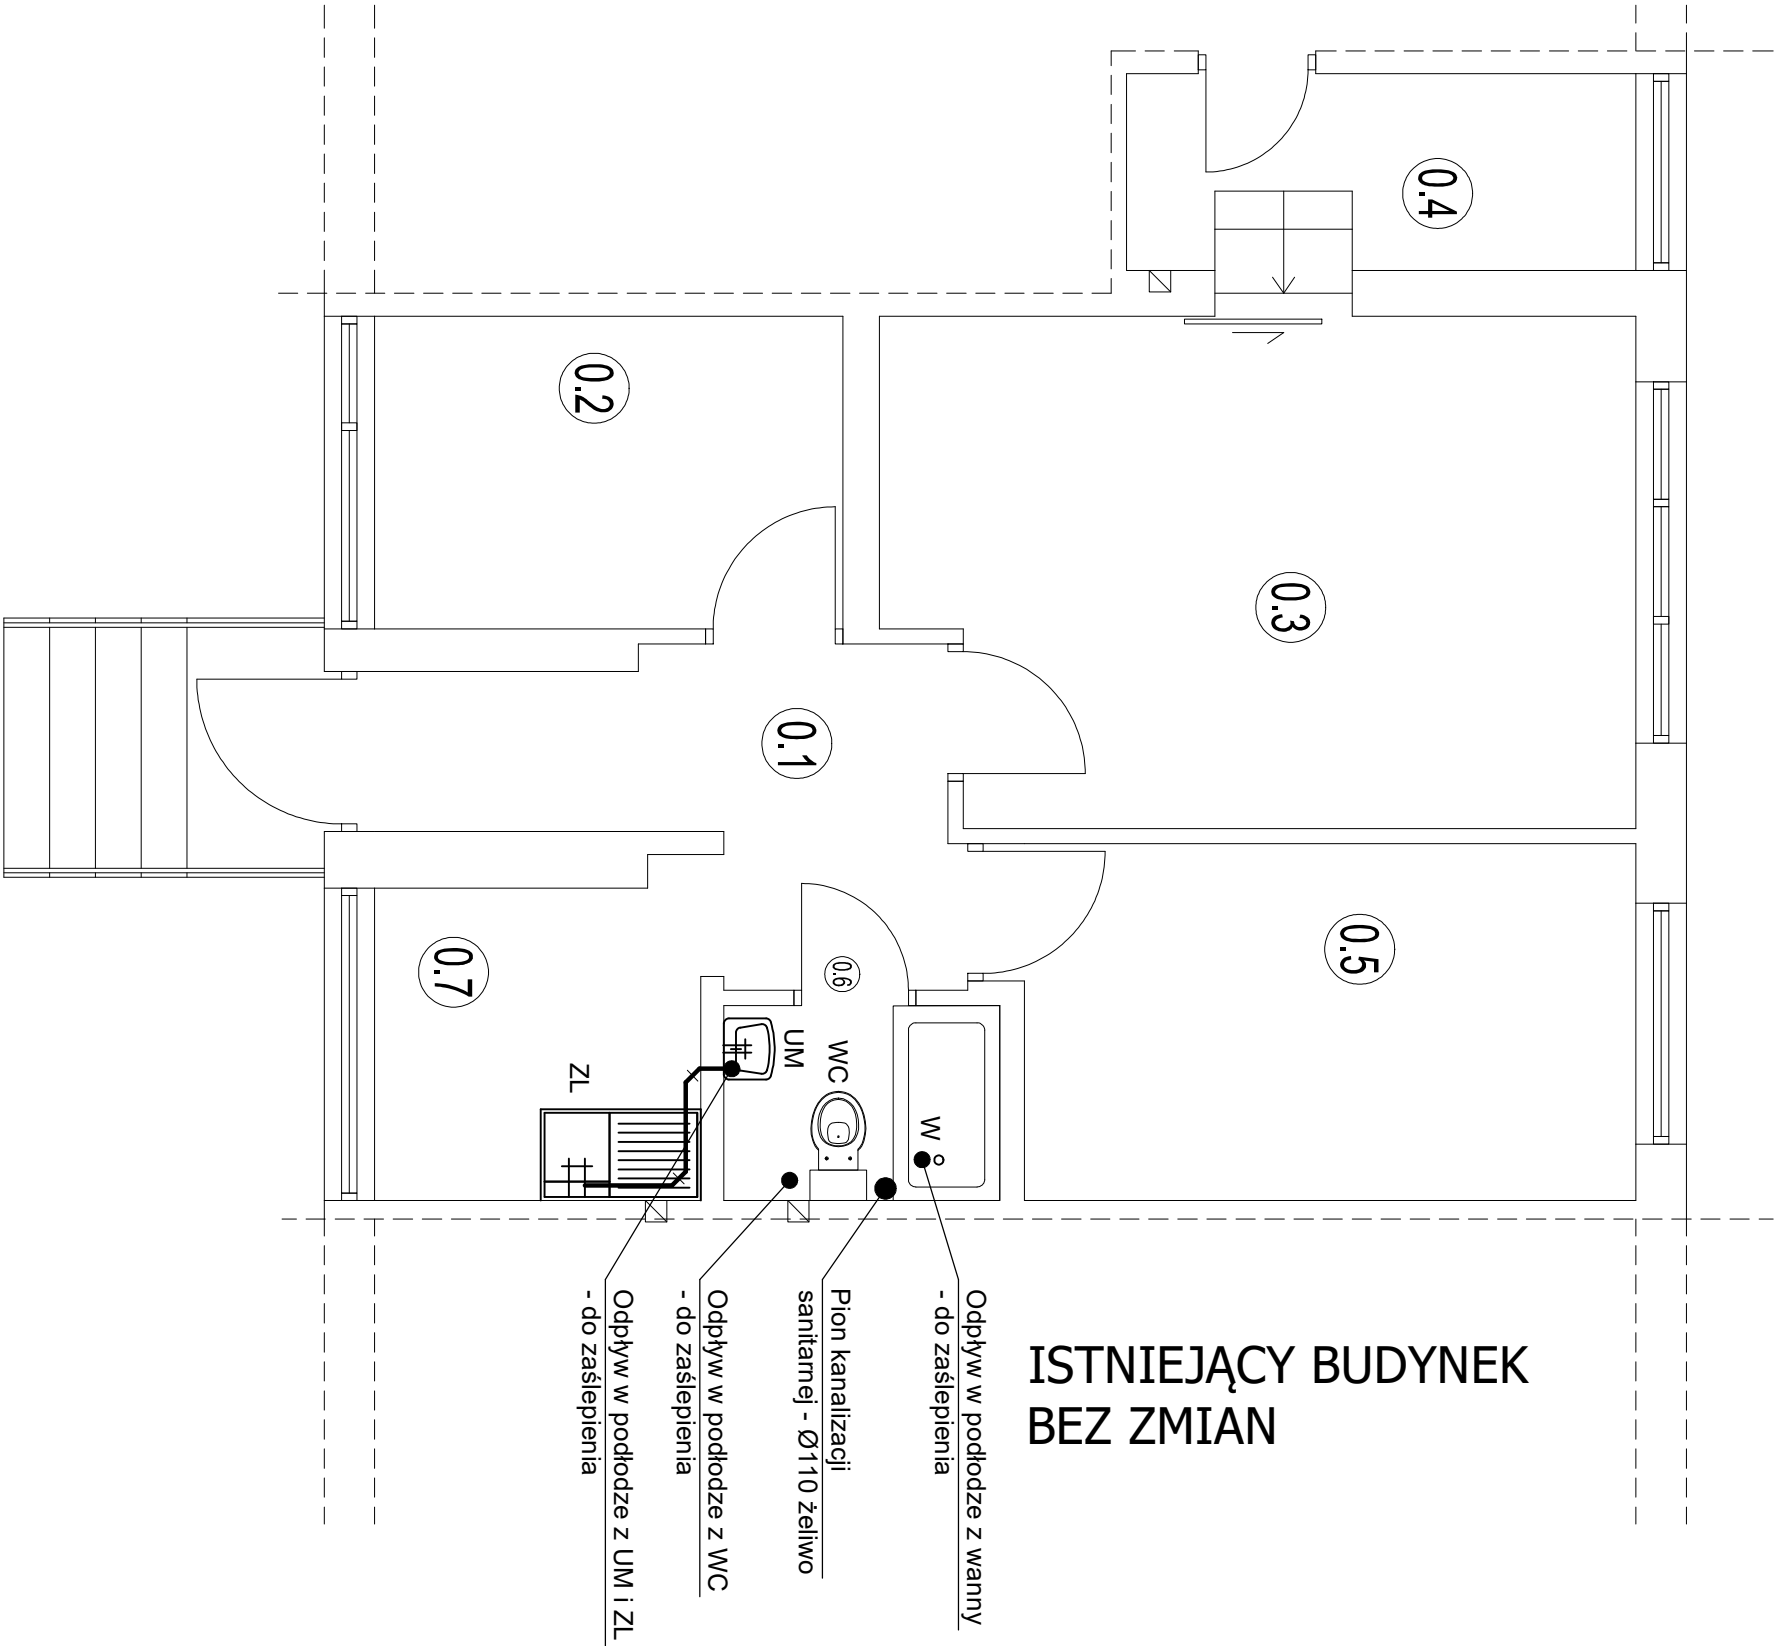 0.4
0.2
0.3
0.1
0.5
0.7
0.6
UM
WC
ZL
W
Odpływ w podłodze z wanny
- do zaślepienia
Pion kanalizacji
sanitarnej - Ø110 żeliwo
Odpływ w podłodze z WC
- do zaślepienia
Odpływ w podłodze z UM i ZL
- do zaślepienia
ISTNIEJĄCY BUDYNEK
BEZ ZMIAN